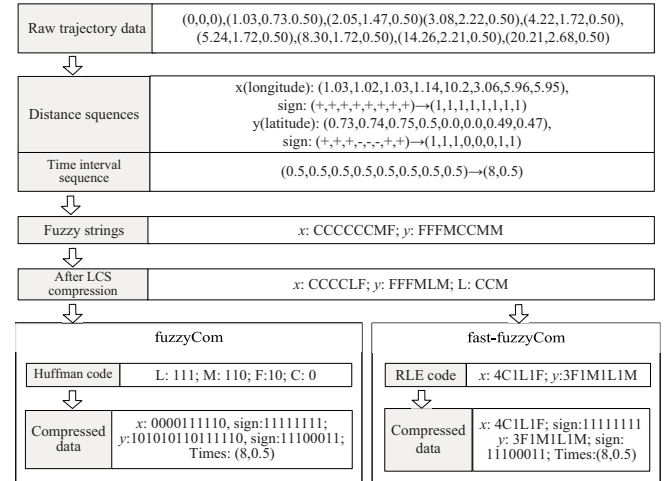 Raw trajectory data
(0,0,0),(1.03,0.73.0.50),(2.05,1.47,0.50)(3.08,2.22,0.50),(4.22,1.72,0.50),
(5.24,1.72,0.50),(8.30,1.72,0.50),(14.26,2.21,0.50),(20.21,2.68,0.50)
Distance squences
x(longitude): (1.03,1.02,1.03,1.14,10.2,3.06,5.96,5.95),
sign: (+,+,+,+,+,+,+,+)→(1,1,1,1,1,1,1,1)
y(latitude): (0.73,0.74,0.75,0.5,0.0,0.0,0.49,0.47),
sign: (+,+,+,-,-,-,+,+)→(1,1,1,0,0,0,1,1)
Time interval
sequence
(0.5,0.5,0.5,0.5,0.5,0.5,0.5,0.5)→(8,0.5)
Fuzzy strings
x: CCCCCCMF; y: FFFMCCMM
After LCS
compression
x: CCCCLF; y: FFFMLM; L: CCM
fuzzyCom
Huffman code
L: 111; M: 110; F:10; C: 0
Compressed
data
x: 0000111110, sign:11111111;
y:101010110111110, sign:11100011;
Times: (8,0.5)
fast-fuzzyCom
RLE code
x: 4C1L1F; y:3F1M1L1M
Compressed
data
x: 4C1L1F; sign:11111111
y: 3F1M1L1M; sign:
11100011; Times:(8,0.5)